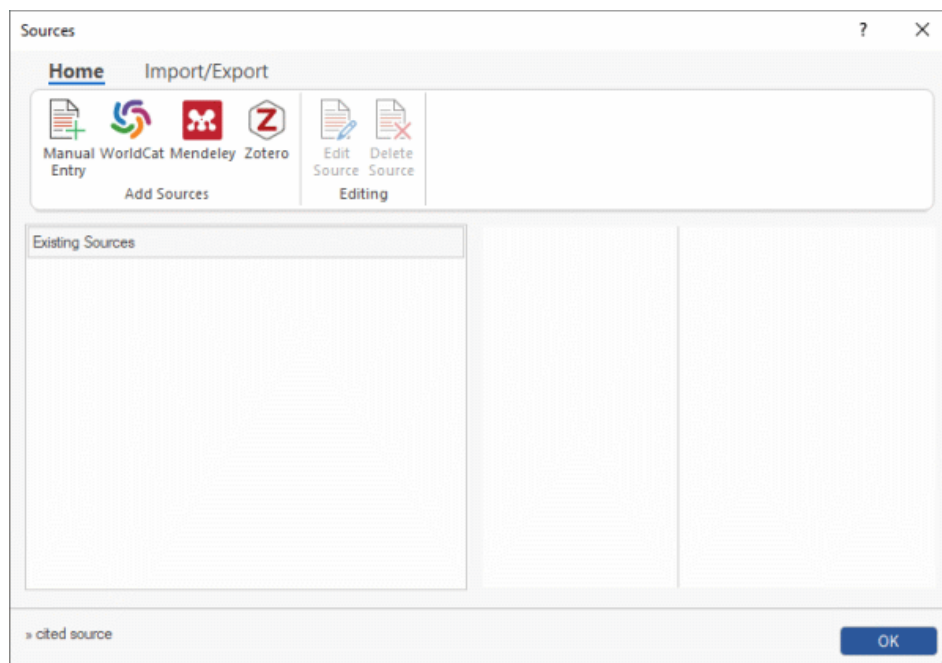 Sources ?
Home Import/Export
Manual Entry WorldCat Mendeley Zotero Edit Source Delete Source
Add Sources Editing
Existing Sources
» cited source OK